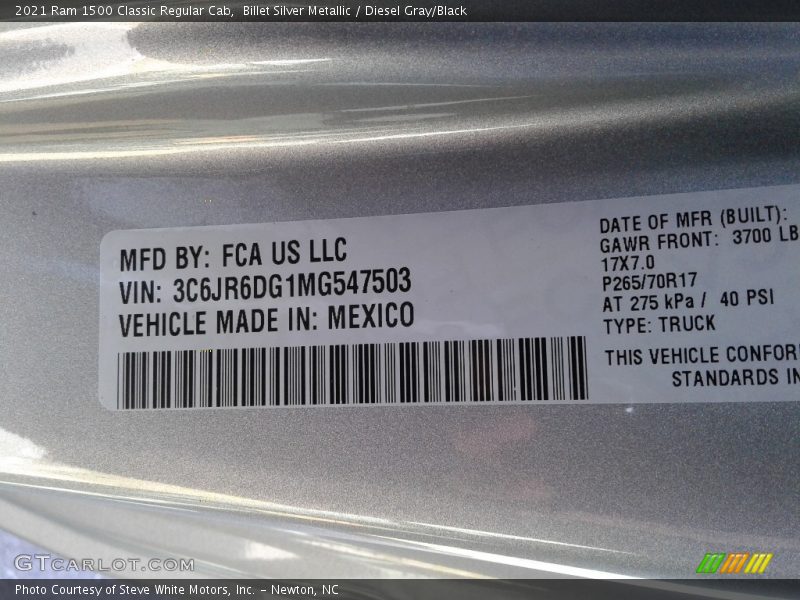 2021 Ram 1500 Classic Regular Cab, Billet Silver Metallic / Diesel Gray/Black
MFD BY: FCA US LLC
VIN: 3C6JR6DG1MG547503
VEHICLE MADE IN: MEXICO
DATE OF MFR (BUILT):
GAWR FRONT: 3700 LB
17X7.0
P265/70R17
AT 275 kPa / 40 PSI
TYPE: TRUCK
THIS VEHICLE CONFOR
STANDARDS IN
GTCARLOT.COM
Photo Courtesy of Steve White Motors, Inc. – Newton, NC